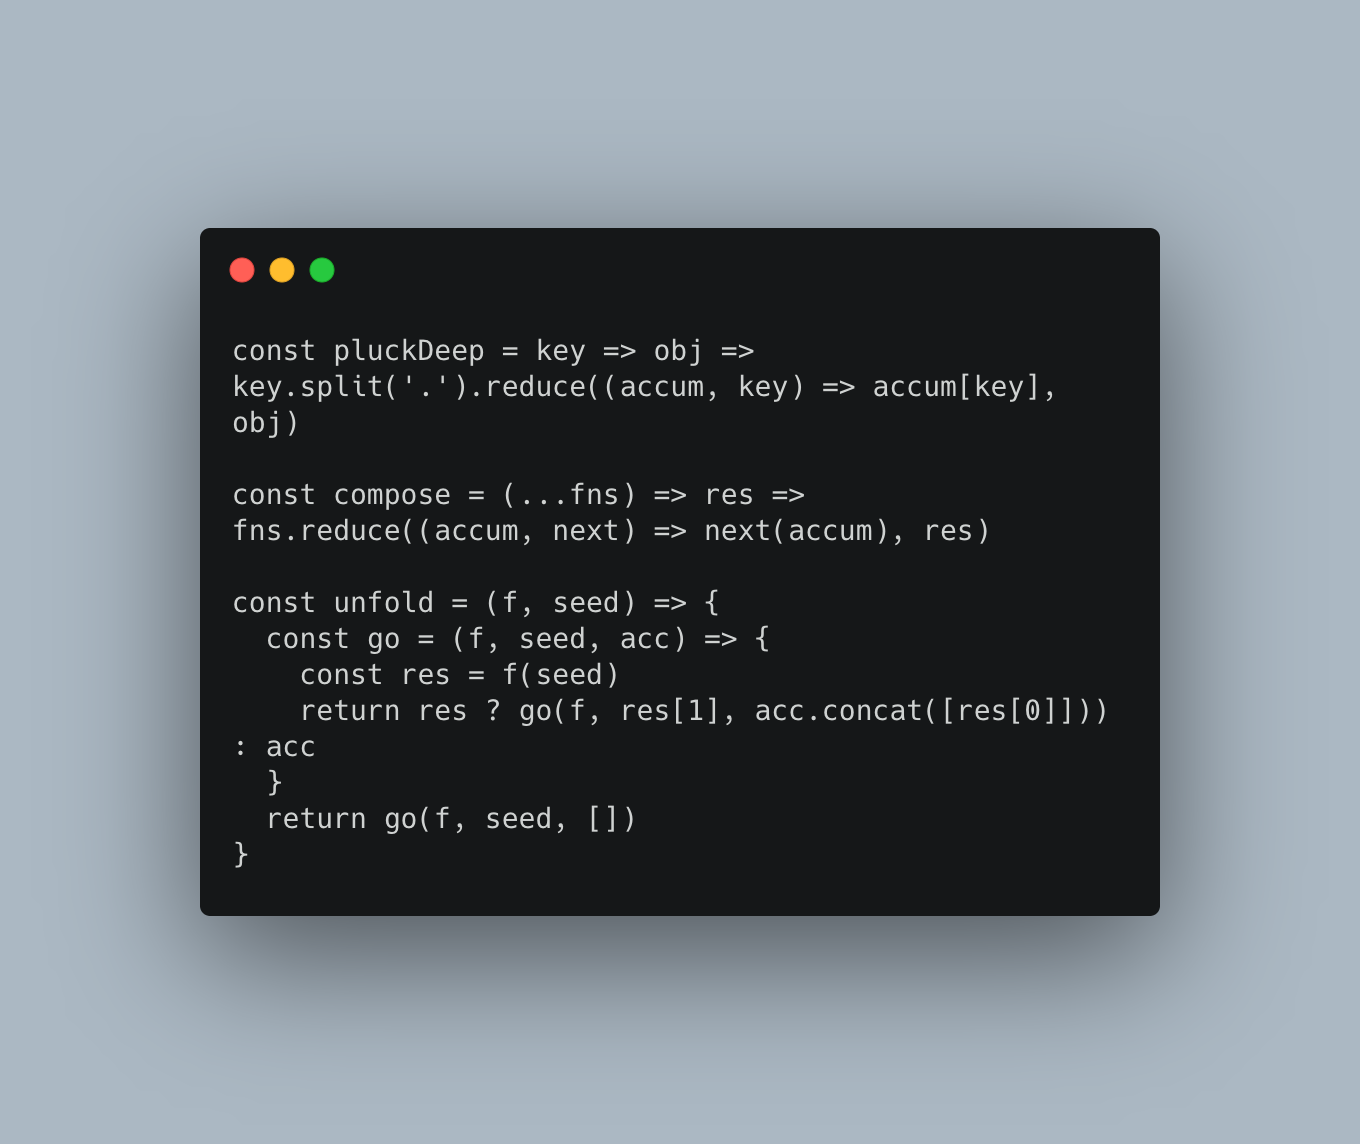 const pluckDeep = key => obj =>
key.split('.').reduce((accum, key) => accum[key],
obj)

const compose = (...fns) => res =>
fns.reduce((accum, next) => next(accum), res)

const unfold = (f, seed) => {
  const go = (f, seed, acc) => {
    const res = f(seed)
    return res ? go(f, res[1], acc.concat([res[0]]))
: acc
  }
  return go(f, seed, [])
}